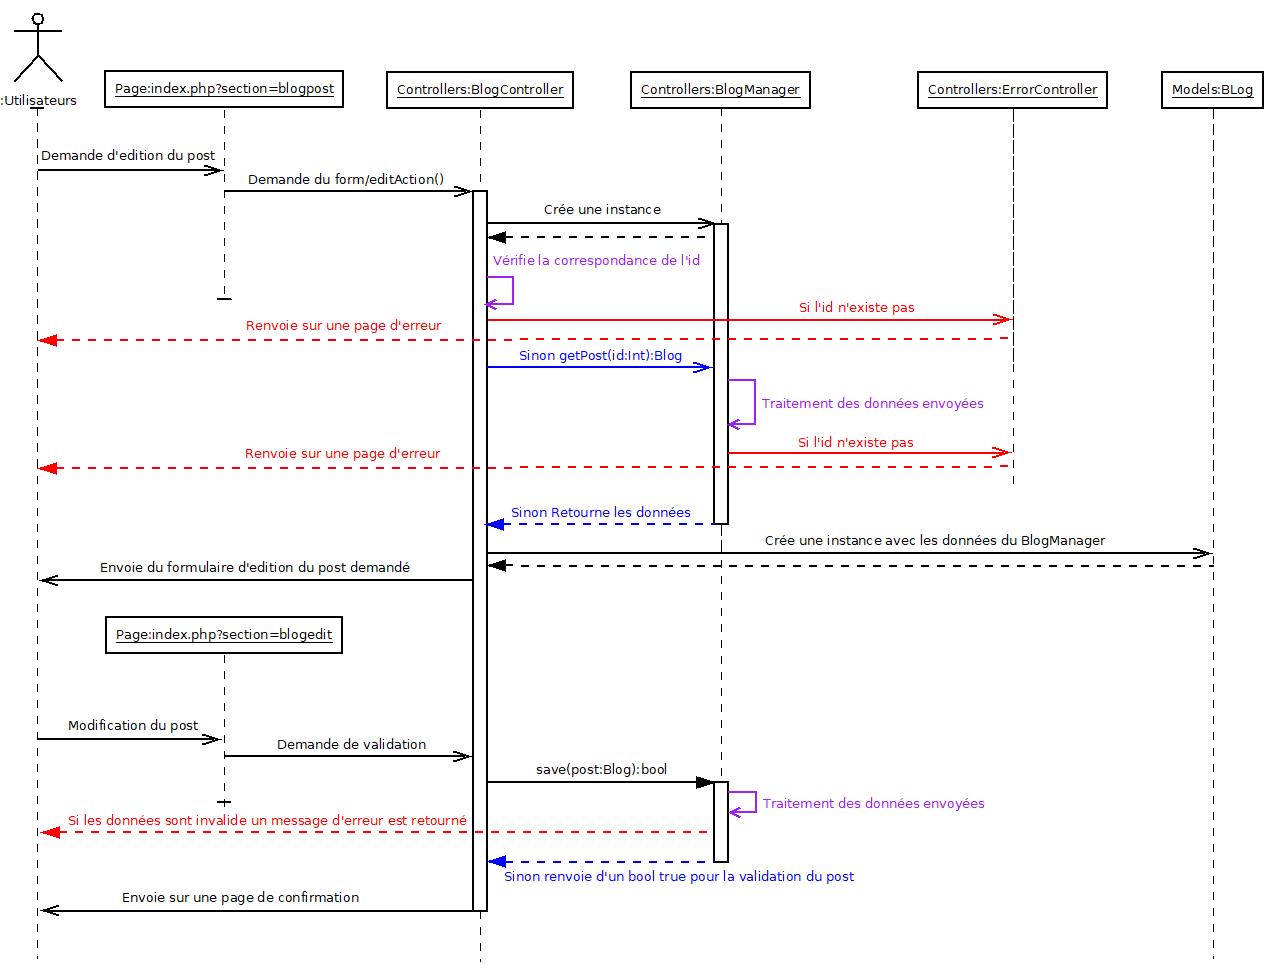 :Utilisateurs
Page:index.php?section=blogpost
Controllers:BlogController
Controllers:BlogManager
Controllers:ErrorController
Models:BLog
Demande d'edition du post
Demande du form/editAction()
Crée une instance
Vérifie la correspondance de l'id
Si l'id n'existe pas
Renvoie sur une page d'erreur
Sinon getPost(id:Int):Blog
Traitement des données envoyées
Si l'id n'existe pas
Renvoie sur une page d'erreur
Sinon Retourne les données
Crée une instance avec les données du BlogManager
Envoie du formulaire d'edition du post demandé
Page:index.php?section=blogedit
Modification du post
Demande de validation
save(post:Blog):bool
Traitement des données envoyées
Si les données sont invalide un message d'erreur est retourné
Sinon renvoie d'un bool true pour la validation du post
Envoie sur une page de confirmation